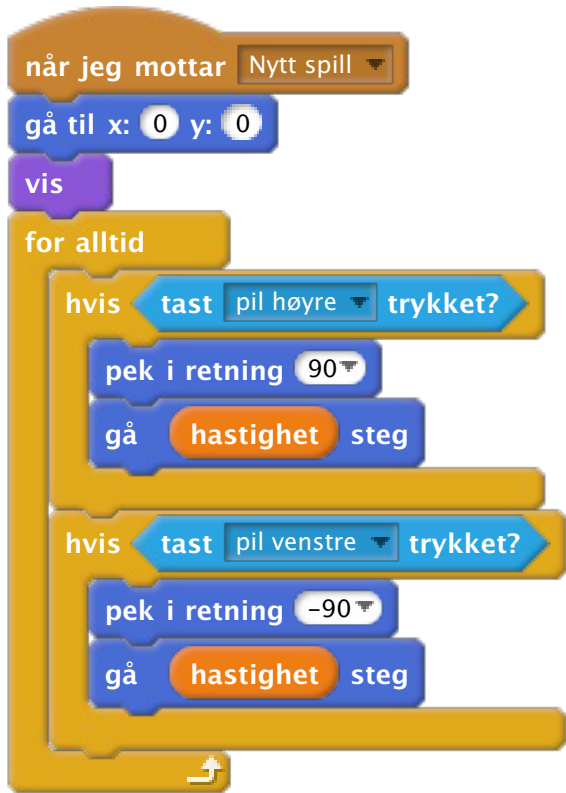 når jeg mottar Nytt spill
gå til x: 0 y: 0
vis
for alltid
hvis tast pil høyre trykket?
pek i retning 90
gå hastighet steg
hvis tast pil venstre trykket?
pek i retning -90
gå hastighet steg